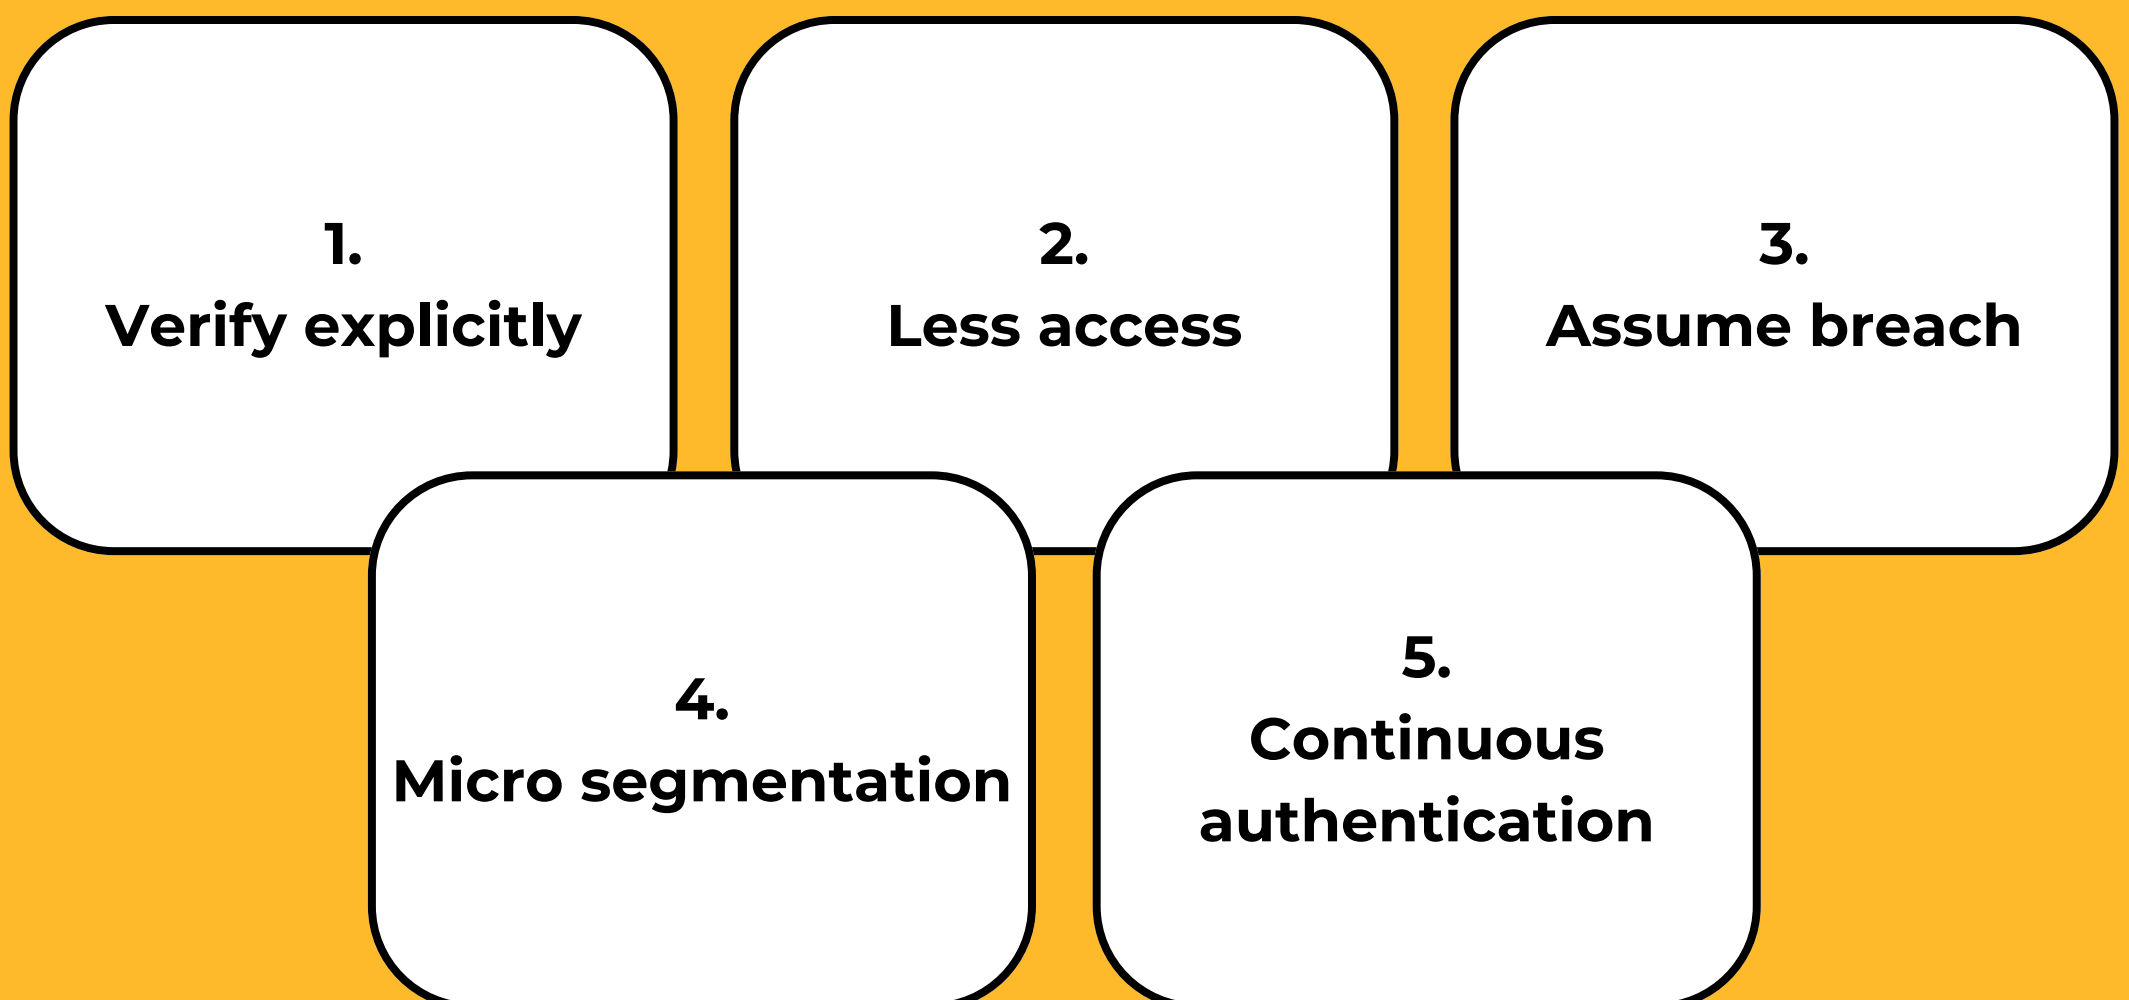 1.
Verify explicitly
2.
Less access
3.
Assume breach
4.
Micro segmentation
5.
Continuous
authentication